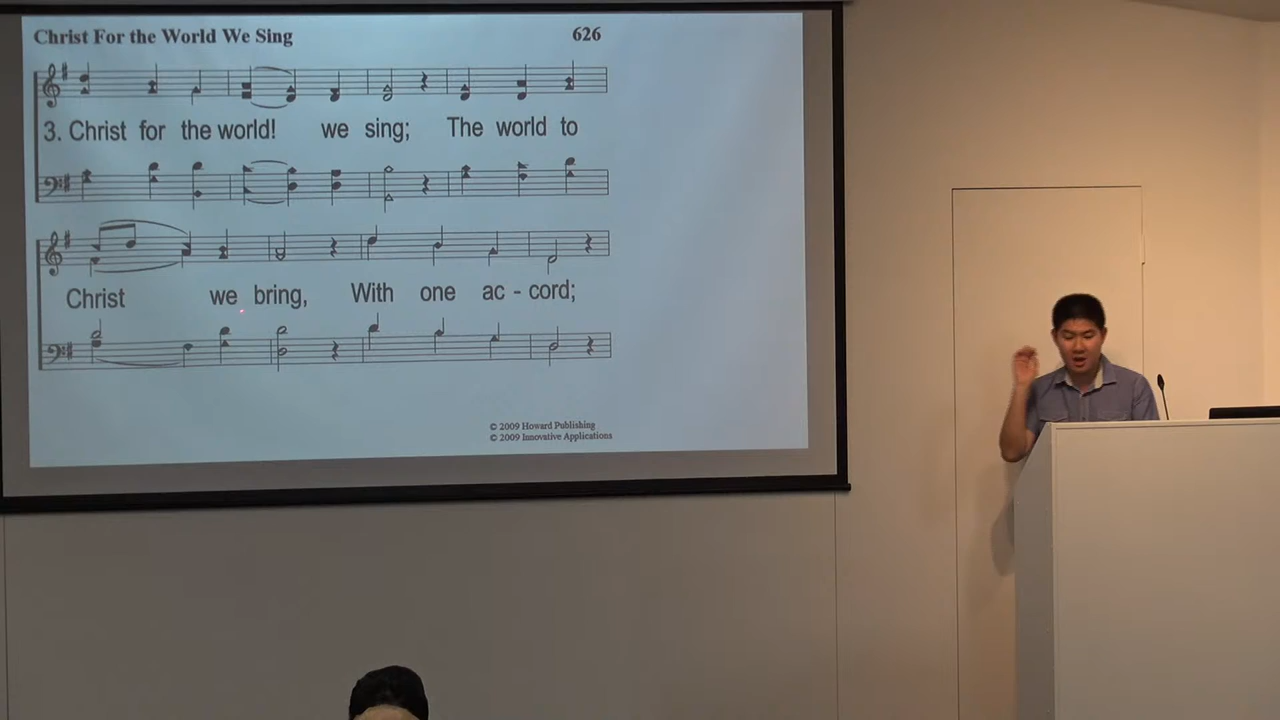 Christ For the World We Sing 626
3. Christ for the world! we sing; The world to
Christ we bring, With one ac - cord;
© 2009 Howard Publishing
© 2009 Innovative Applications